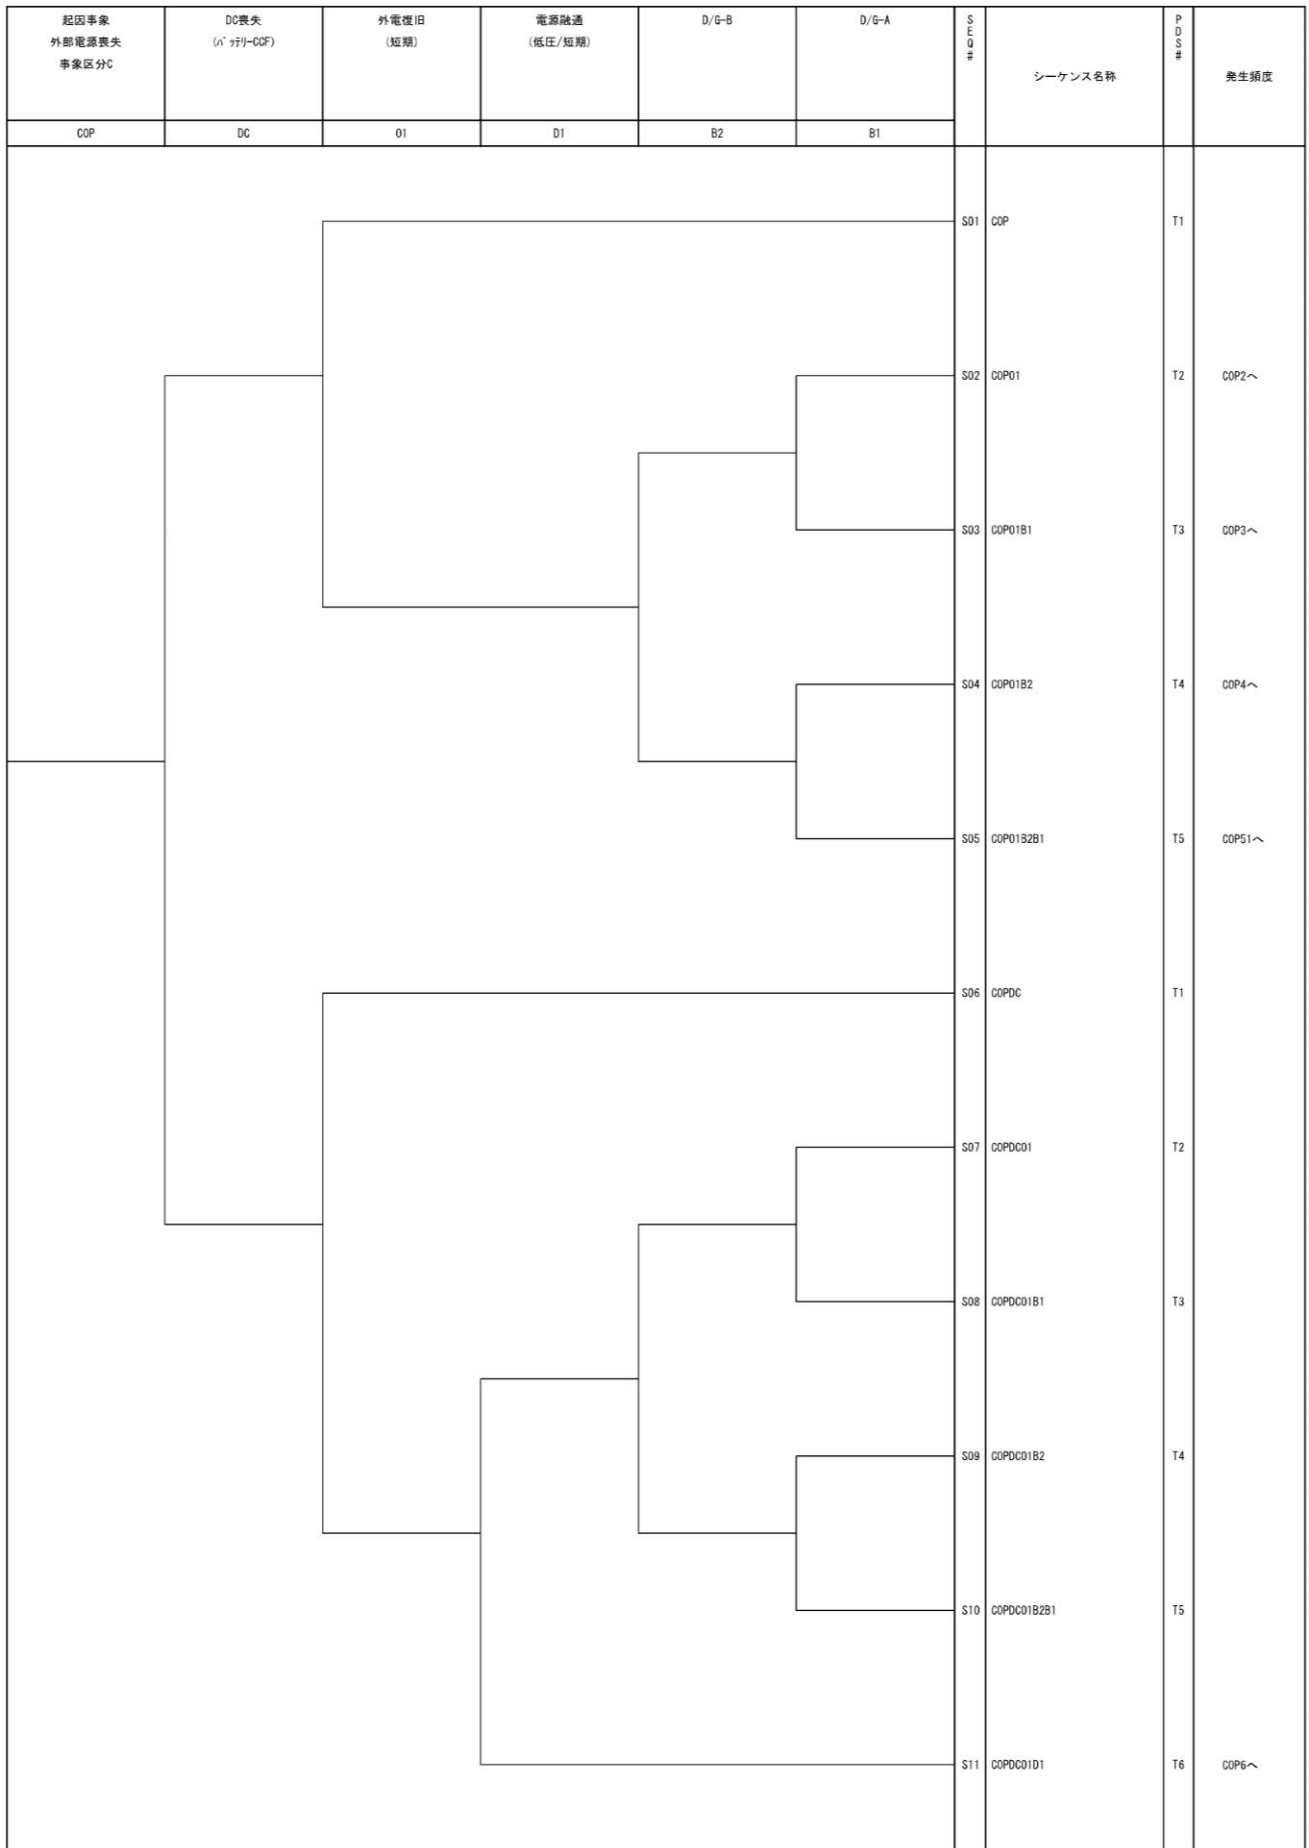 起因事象
外部電源喪失
事象区分C
DC喪失
(バッテリｰCCF)
外電復旧
(短期)
電源融通
(低圧/短期)
D/G-B
D/G-A
SEQ#
シーケンス名称
PDS#
発生頻度
COP
DC
O1
D1
B2
B1
S01 COP T1
S02 COPO1 T2 COP2へ
S03 COPO1B1 T3 COP3へ
S04 COPO1B2 T4 COP4へ
S05 COPO1B2B1 T5 COP51へ
S06 COPDC T1
S07 COPDCO1 T2
S08 COPDCO1B1 T3
S09 COPDCO1B2 T4
S10 COPDCO1B2B1 T5
S11 COPDCO1D1 T6 COP6へ